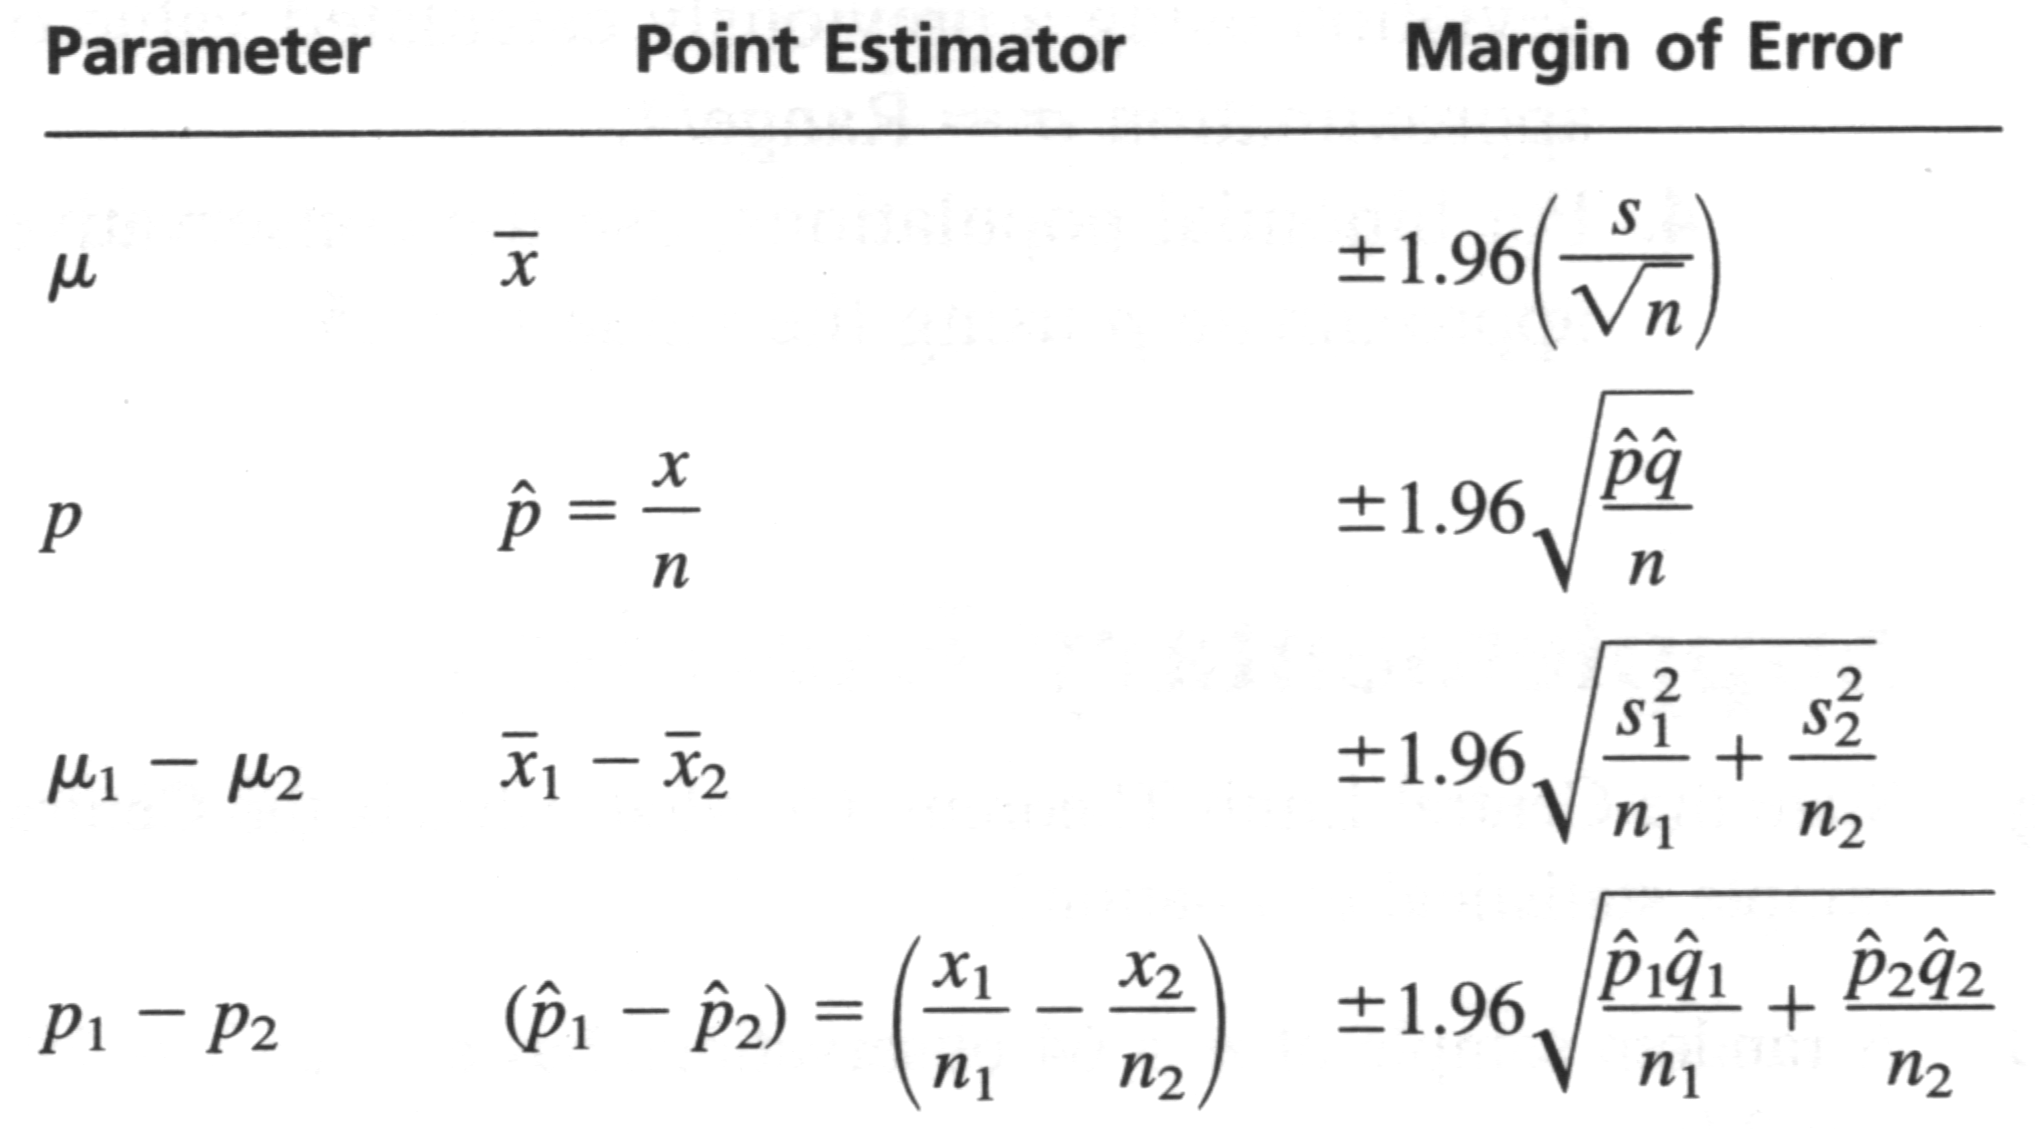 Parameter Point Estimator Margin of Error
μ x̄ ±1.96(s/√n)
p p̂ = x/n ±1.96√(p̂q̂/n)
μ₁ − μ₂ x̄₁ − x̄₂ ±1.96√(s₁²/n₁ + s₂²/n₂)
p₁ − p₂ (p̂₁ − p̂₂) = (x₁/n₁ − x₂/n₂) ±1.96√(p̂₁q̂₁/n₁ + p̂₂q̂₂/n₂)